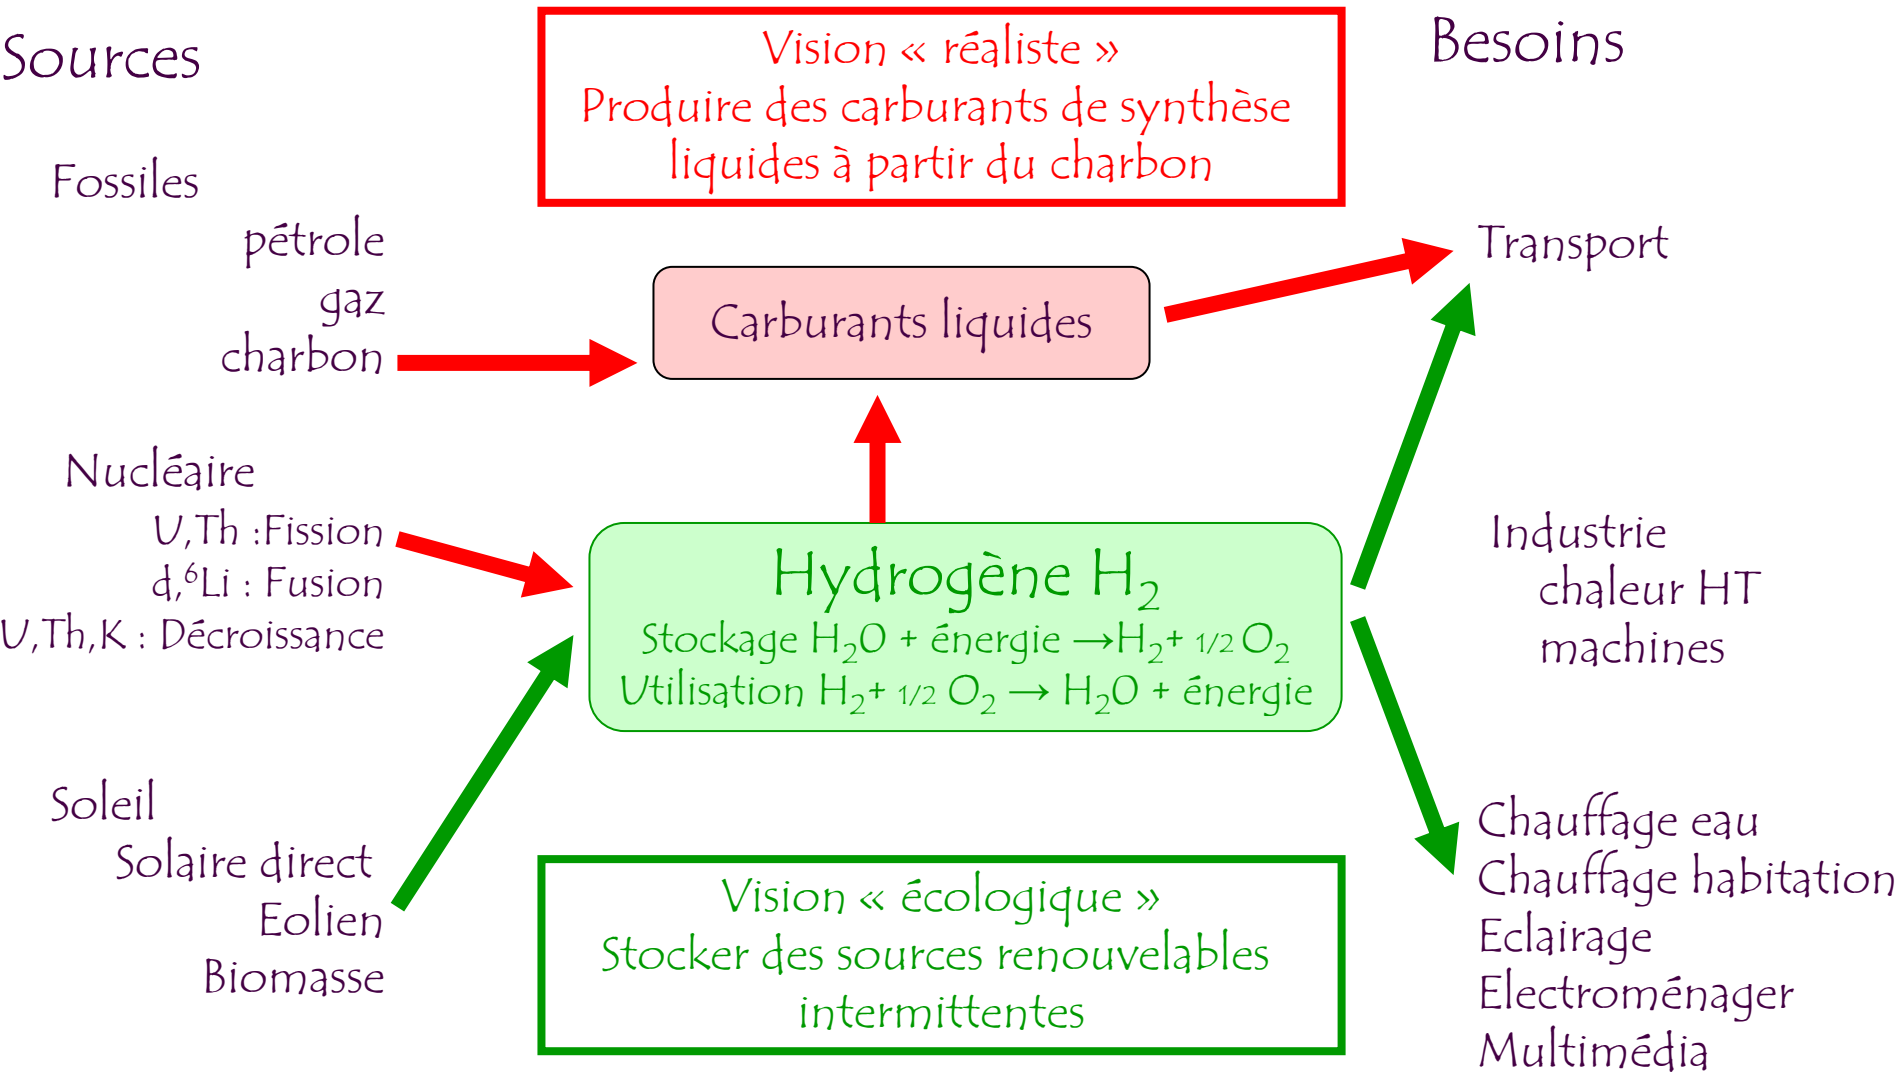 Sources
Fossiles
pétrole
gaz
charbon
Nucléaire
U,Th :Fission
d,⁶Li : Fusion
U,Th,K : Décroissance
Soleil
Solaire direct
Eolien
Biomasse
Vision « réaliste »
Produire des carburants de synthèse
liquides à partir du charbon
Carburants liquides
Hydrogène H₂
Stockage H₂O + énergie →H₂+ 1/2 O₂
Utilisation H₂+ 1/2 O₂ → H₂O + énergie
Vision « écologique »
Stocker des sources renouvelables
intermittentes
Besoins
Transport
Industrie
chaleur HT
machines
Chauffage eau
Chauffage habitation
Eclairage
Electroménager
Multimédia